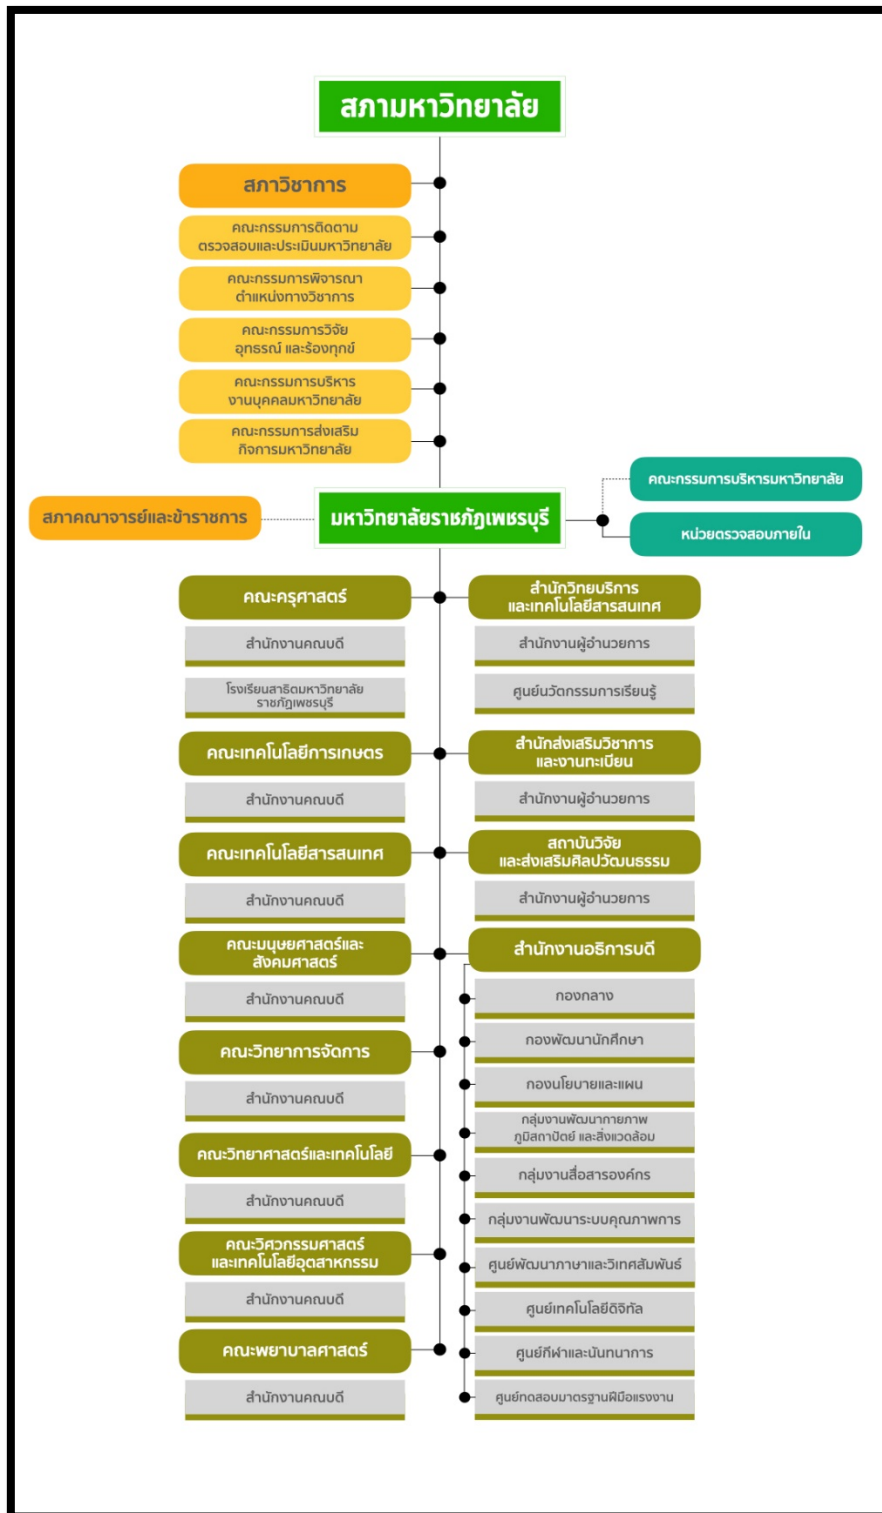 สภามหาวิทยาลัย
สภาวิชาการ
คณะกรรมการติดตาม
ตรวจสอบและประเมินมหาวิทยาลัย
คณะกรรมการพิจารณา
ตำแหน่งทางวิชาการ
คณะกรรมการวิจัย
อุทธรณ์ และร้องทุกข์
คณะกรรมการบริหาร
งานบุคคลมหาวิทยาลัย
คณะกรรมการส่งเสริม
กิจการมหาวิทยาลัย
คณะกรรมการบริหารมหาวิทยาลัย
สภาคณาจารย์และข้าราชการ
มหาวิทยาลัยราชภัฏเพชรบุรี
หน่วยตรวจสอบภายใน
คณะครุศาสตร์
สำนักงานคณบดี
โรงเรียนสาธิตมหาวิทยาลัย
ราชภัฏเพชรบุรี
คณะเทคโนโลยีการเกษตร
สำนักงานคณบดี
คณะเทคโนโลยีสารสนเทศ
สำนักงานคณบดี
คณะมนุษยศาสตร์และ
สังคมศาสตร์
สำนักงานคณบดี
คณะวิทยาการจัดการ
สำนักงานคณบดี
คณะวิทยาศาสตร์และเทคโนโลยี
สำนักงานคณบดี
คณะวิศวกรรมศาสตร์
และเทคโนโลยีอุตสาหกรรม
สำนักงานคณบดี
คณะพยาบาลศาสตร์
สำนักงานคณบดี
สำนักวิทยบริการ
และเทคโนโลยีสารสนเทศ
สำนักงานผู้อำนวยการ
ศูนย์นวัตกรรมการเรียนรู้
สำนักส่งเสริมวิชาการ
และงานทะเบียน
สำนักงานผู้อำนวยการ
สถาบันวิจัย
และส่งเสริมศิลปวัฒนธรรม
สำนักงานผู้อำนวยการ
สำนักงานอธิการบดี
กองกลาง
กองพัฒนานักศึกษา
กองนโยบายและแผน
กลุ่มงานพัฒนากายภาพ
ภูมิสถาปัตย์ และสิ่งแวดล้อม
กลุ่มงานสื่อสารองค์กร
กลุ่มงานพัฒนาระบบคุณภาพการ
ศูนย์พัฒนาภาษาและวิเทศสัมพันธ์
ศูนย์เทคโนโลยีดิจิทัล
ศูนย์กีฬาและนันทนาการ
ศูนย์ทดสอบมาตรฐานฝีมือแรงงาน